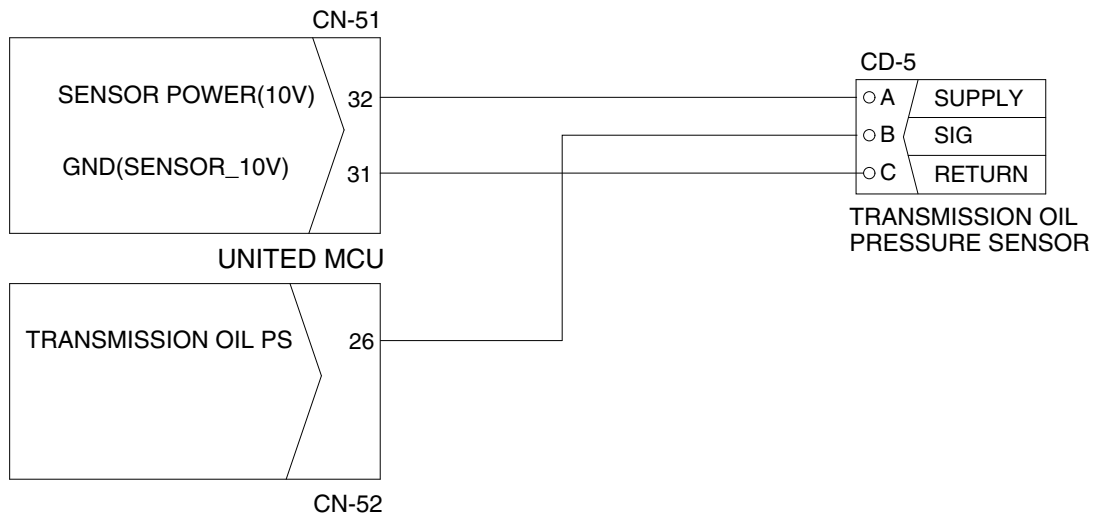 CN-51
SENSOR POWER(10V)
32
GND(SENSOR_10V)
31
UNITED MCU
TRANSMISSION OIL PS
26
CN-52
CD-5
A SUPPLY
B SIG
C RETURN
TRANSMISSION OIL
PRESSURE SENSOR